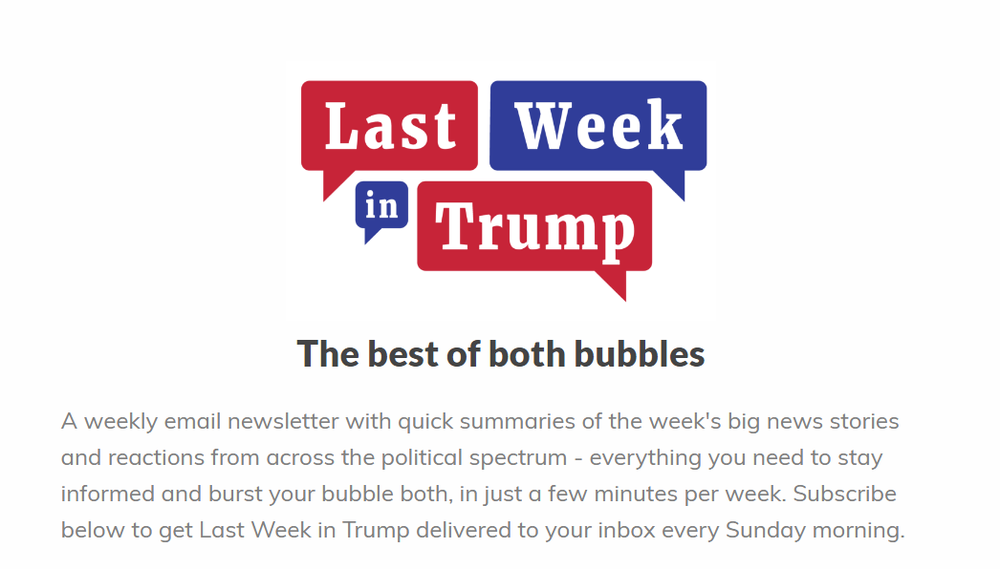 Last Week
in Trump
The best of both bubbles
A weekly email newsletter with quick summaries of the week's big news stories
and reactions from across the political spectrum - everything you need to stay
informed and burst your bubble both, in just a few minutes per week. Subscribe
below to get Last Week in Trump delivered to your inbox every Sunday morning.